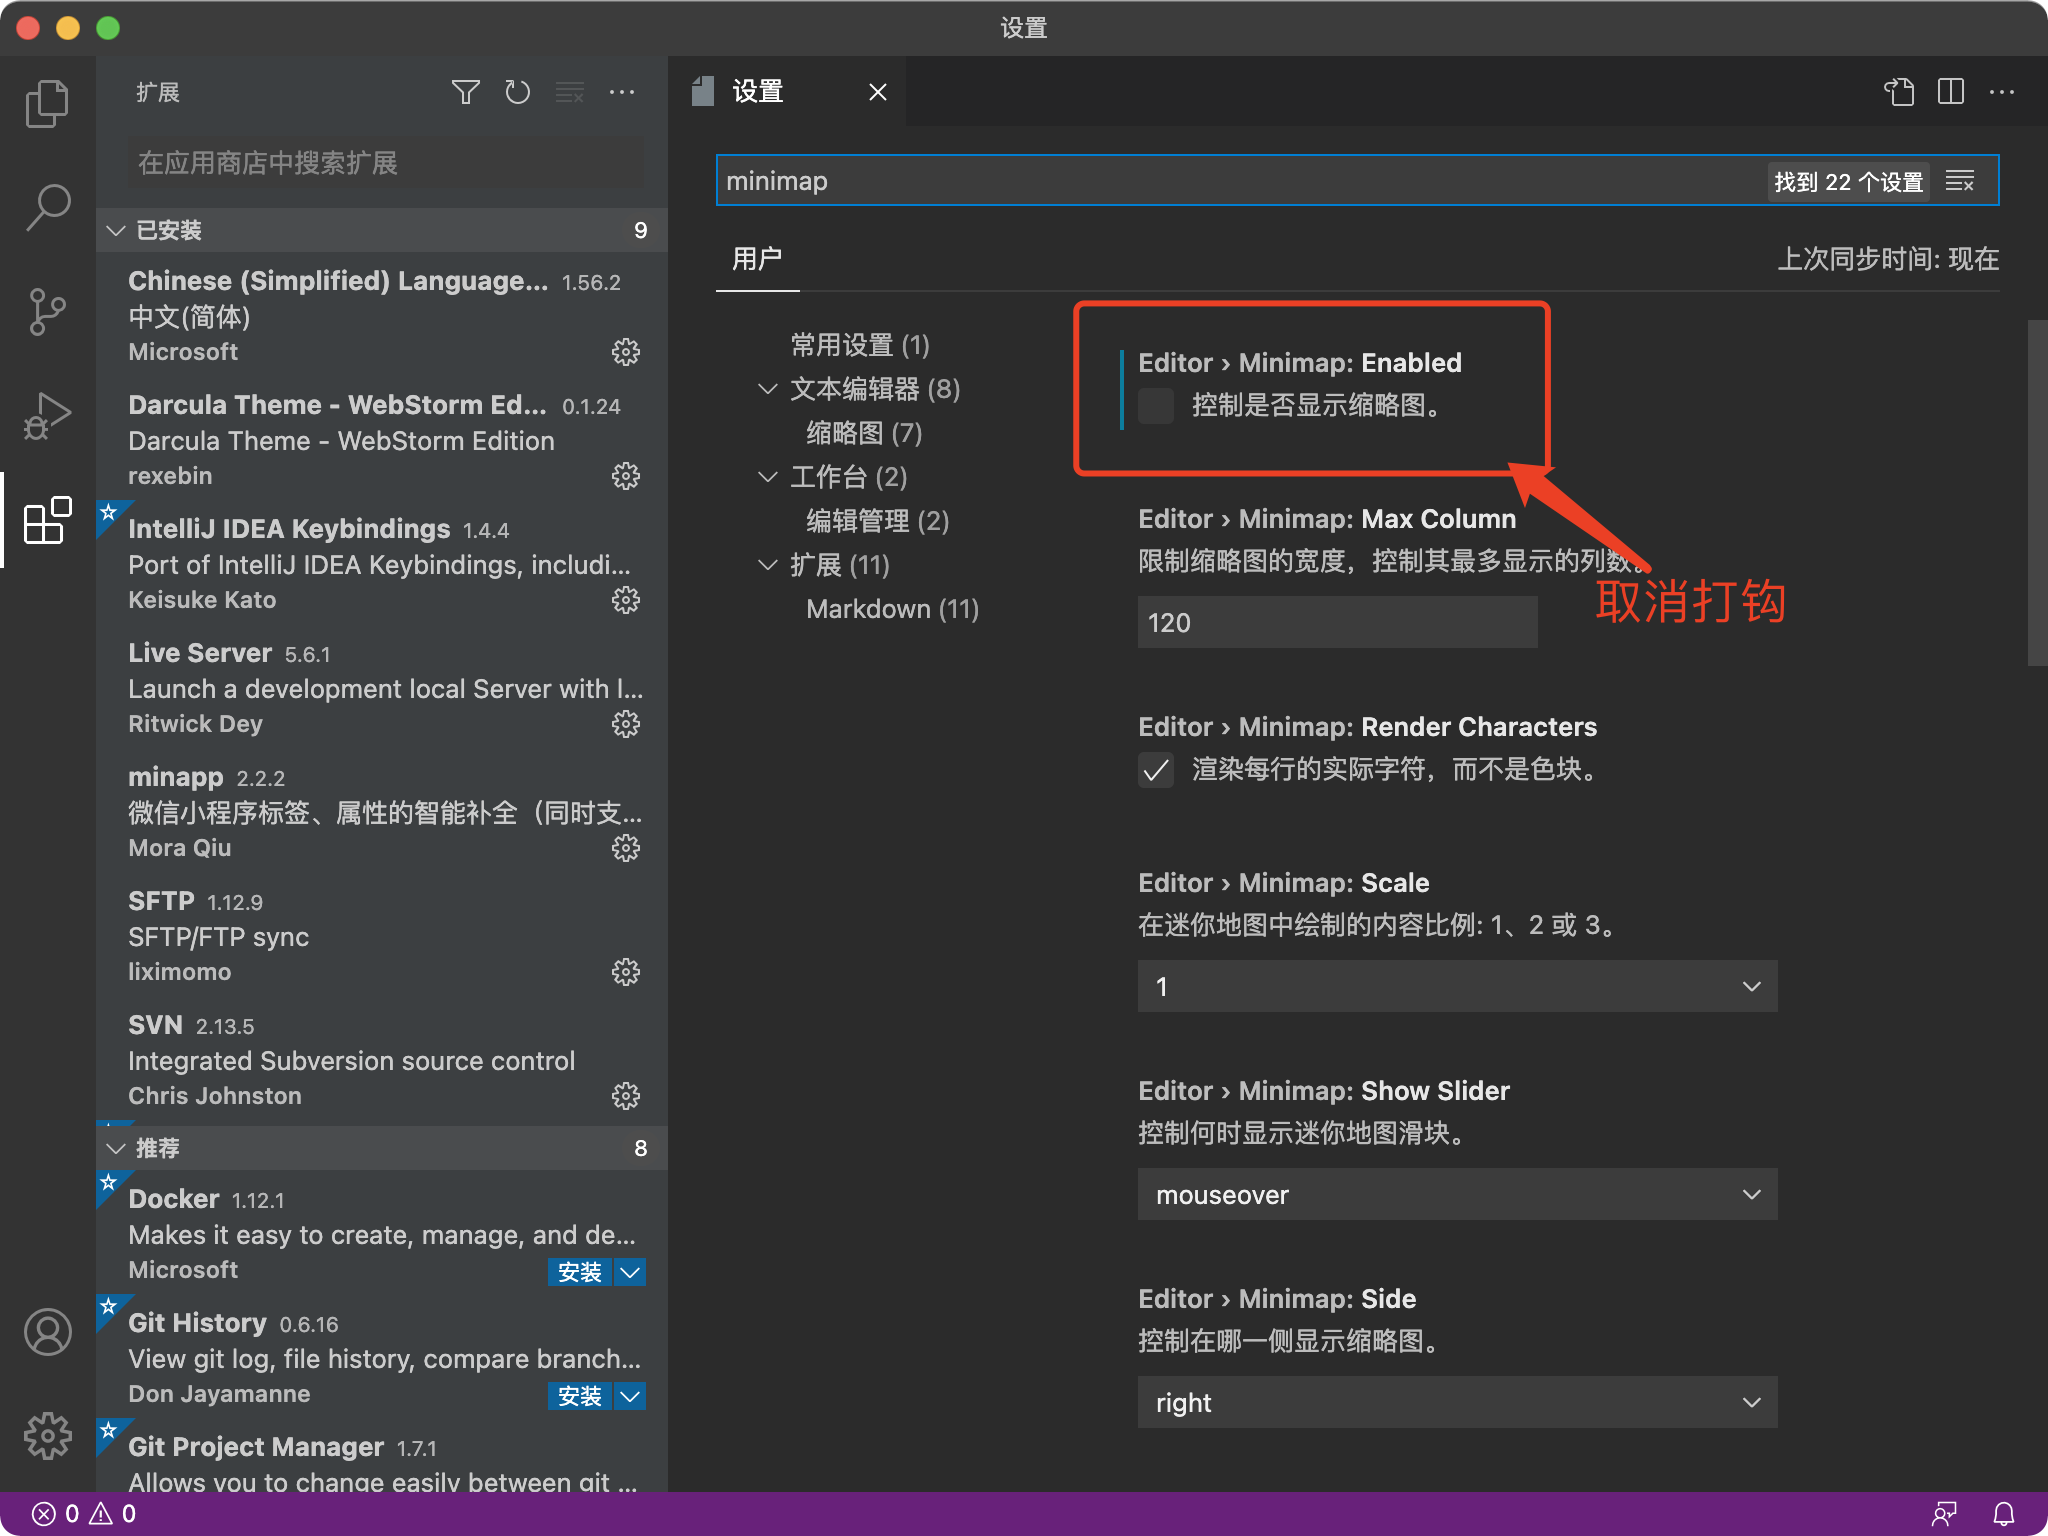 设置
扩展
在应用商店中搜索扩展
已安装 9
Chinese (Simplified) Language... 1.56.2
中文(简体)
Microsoft
Darcula Theme - WebStorm Ed... 0.1.24
Darcula Theme - WebStorm Edition
rexebin
IntelliJ IDEA Keybindings 1.4.4
Port of IntelliJ IDEA Keybindings, includi...
Keisuke Kato
Live Server 5.6.1
Launch a development local Server with l...
Ritwick Dey
minapp 2.2.2
微信小程序标签、属性的智能补全（同时支...
Mora Qiu
SFTP 1.12.9
SFTP/FTP sync
liximomo
SVN 2.13.5
Integrated Subversion source control
Chris Johnston
推荐 8
Docker 1.12.1
Makes it easy to create, manage, and de...
Microsoft 安装
Git History 0.6.16
View git log, file history, compare branch...
Don Jayamanne 安装
Git Project Manager 1.7.1
Allows you to change easily between git ...
设置
minimap 找到 22 个设置
用户 上次同步时间: 现在
常用设置 (1)
文本编辑器 (8)
缩略图 (7)
工作台 (2)
编辑管理 (2)
扩展 (11)
Markdown (11)
Editor › Minimap: Enabled
控制是否显示缩略图。
Editor › Minimap: Max Column
限制缩略图的宽度，控制其最多显示的列数。
取消打钩
120
Editor › Minimap: Render Characters
渲染每行的实际字符，而不是色块。
Editor › Minimap: Scale
在迷你地图中绘制的内容比例: 1、2 或 3。
1
Editor › Minimap: Show Slider
控制何时显示迷你地图滑块。
mouseover
Editor › Minimap: Side
控制在哪一侧显示缩略图。
right
0 0